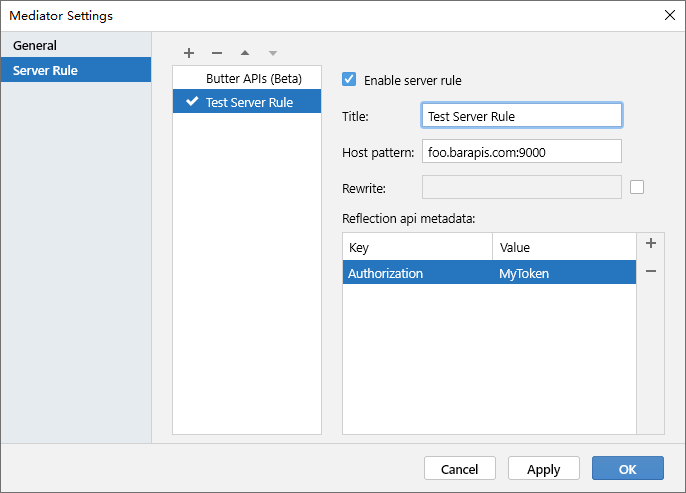 Mediator Settings
General
Server Rule
Butter APIs (Beta)
Test Server Rule
Enable server rule
Title: Test Server Rule
Host pattern: foo.barapis.com:9000
Rewrite:
Reflection api metadata:
Key Value
Authorization MyToken
Cancel Apply OK